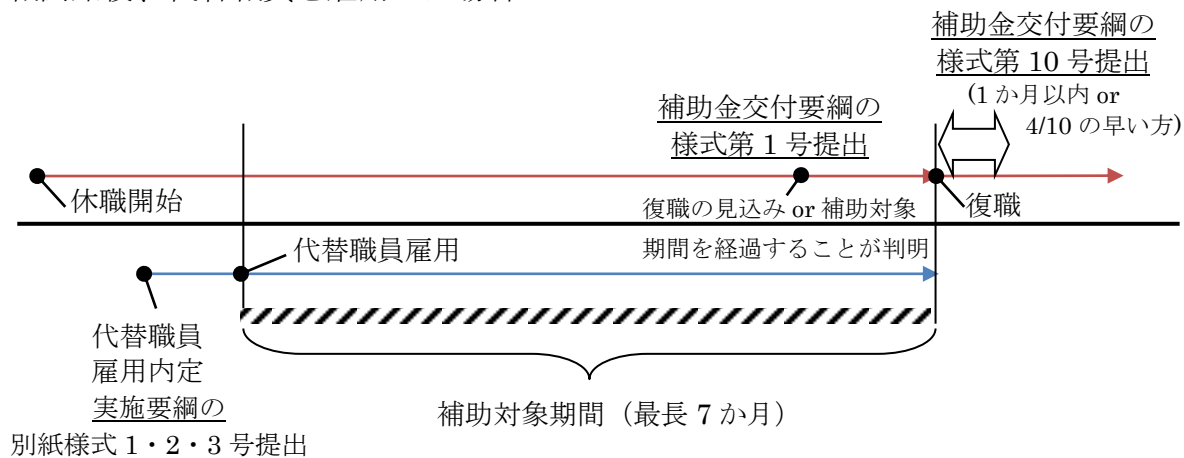 補助金交付要綱の
様式第 10 号提出
(1 か月以内 or
4/10 の早い方)
補助金交付要綱の
様式第 1 号提出
休職開始
復職の見込み or 補助対象
期間を経過することが判明
復職
代替職員雇用
代替職員
雇用内定
実施要綱の
別紙様式 1・2・3 号提出
補助対象期間（最長 7 か月）